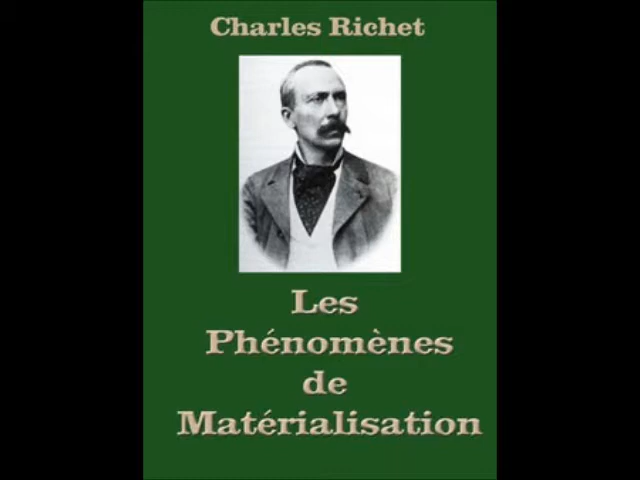 Charles Richet
Les
Phénomènes
de
Matérialisation